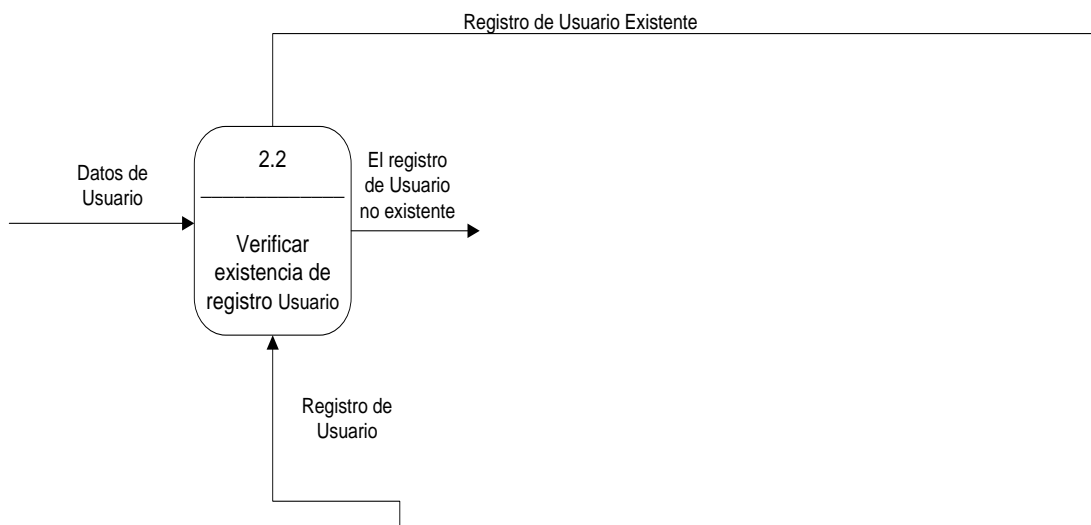 Registro de Usuario Existente
Datos de
Usuario
2.2
Verificar
existencia de
registro Usuario
El registro
de Usuario
no existente
Registro de
Usuario